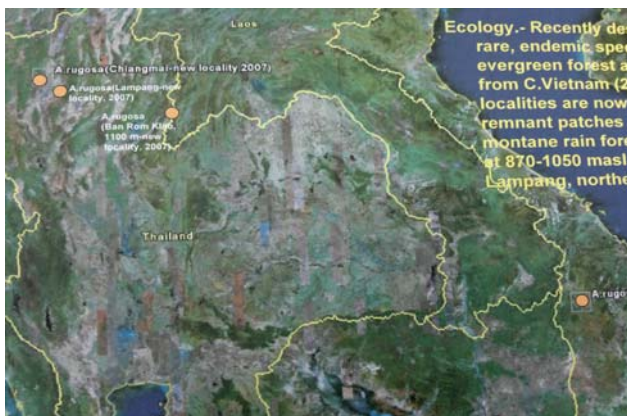 Laos
Ecology.- Recently des
rare, endemic spec
evergreen forest a
from C.Vietnam (2
localities are now
remnant patches
montane rain fore
at 870-1050 masl
Lampang, northe
A.rugosa(Chiangmai-new locality 2007)
A.rugosa(Lampang-new
locality, 2007)
A.rugosa
(Ban Rom Klao,
1100 m-new
locality, 2007)
Thailand
A.rugo